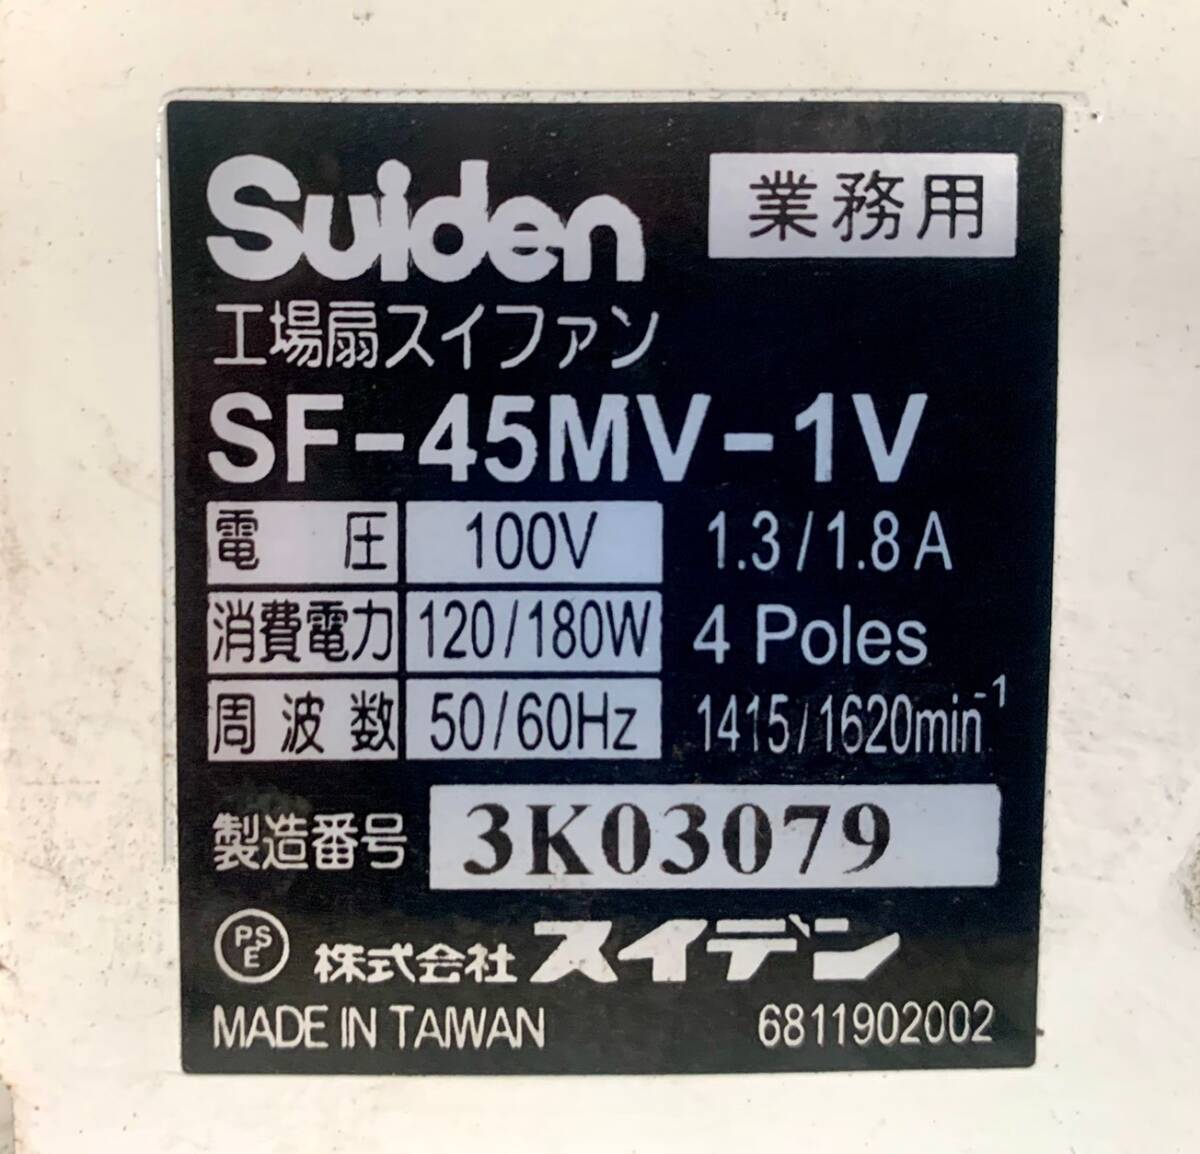 Suiden 業務用
工場扇スイファン
SF-45MV-1V
電圧 100V 1.3/1.8A
消費電力 120/180W 4 Poles
周波数 50/60Hz 1415/1620min⁻¹
製造番号 3K03079
PSE 株式会社スイデン
MADE IN TAIWAN 6811902002